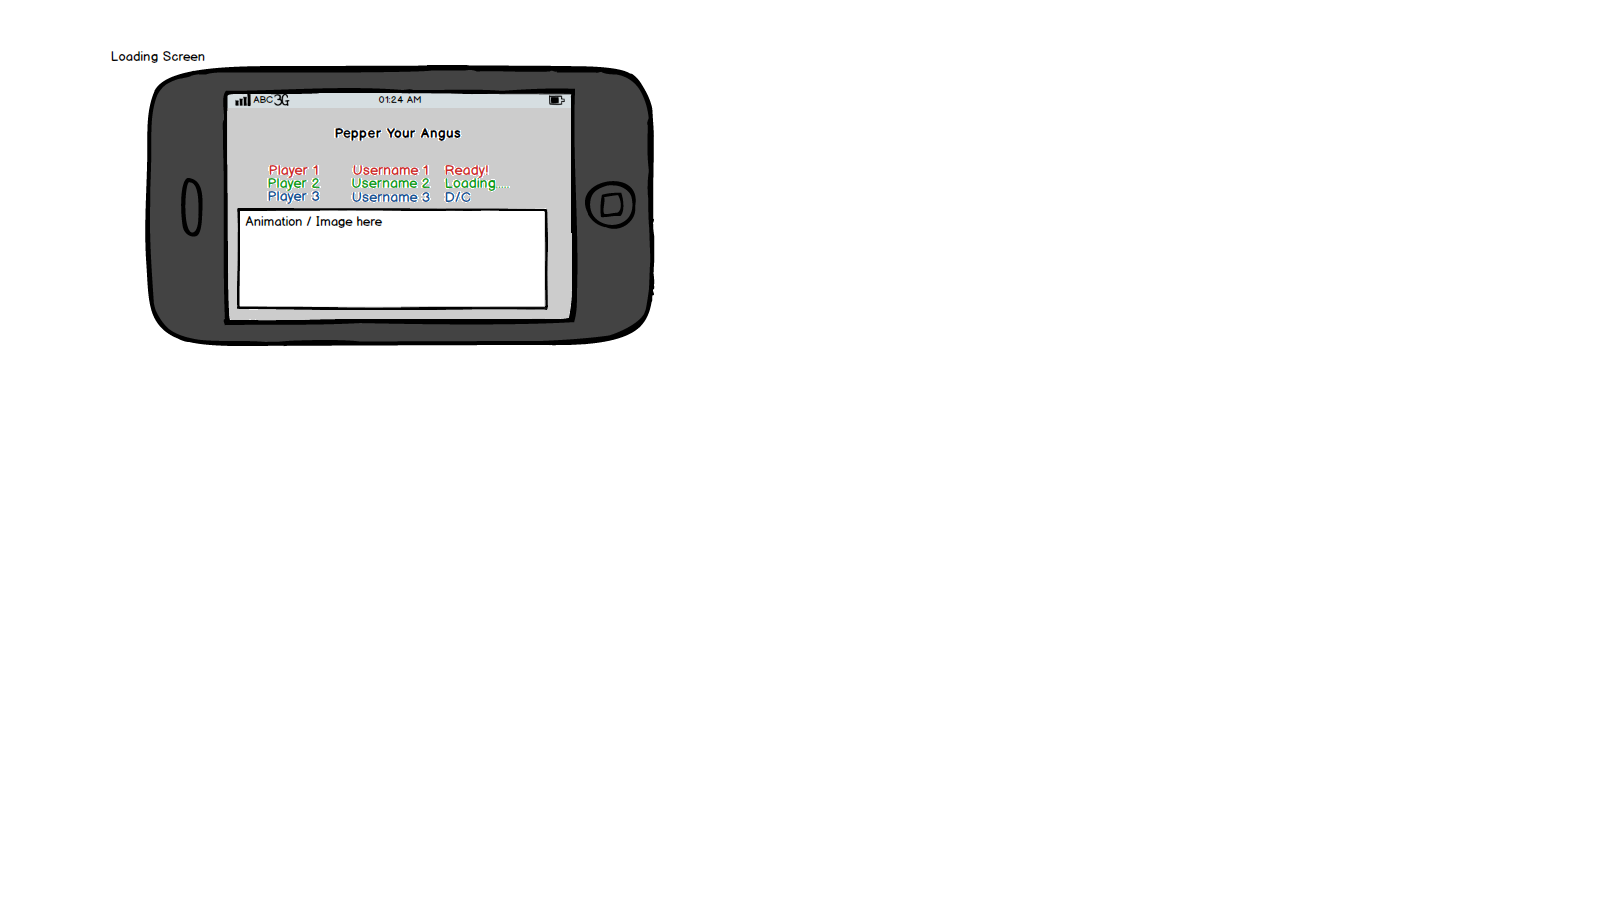 Loading Screen
ABC 3G 01:24 AM
Pepper Your Angus
Player 1 Username 1 Ready!
Player 2 Username 2 Loading.....
Player 3 Username 3 D/C
Animation / Image here